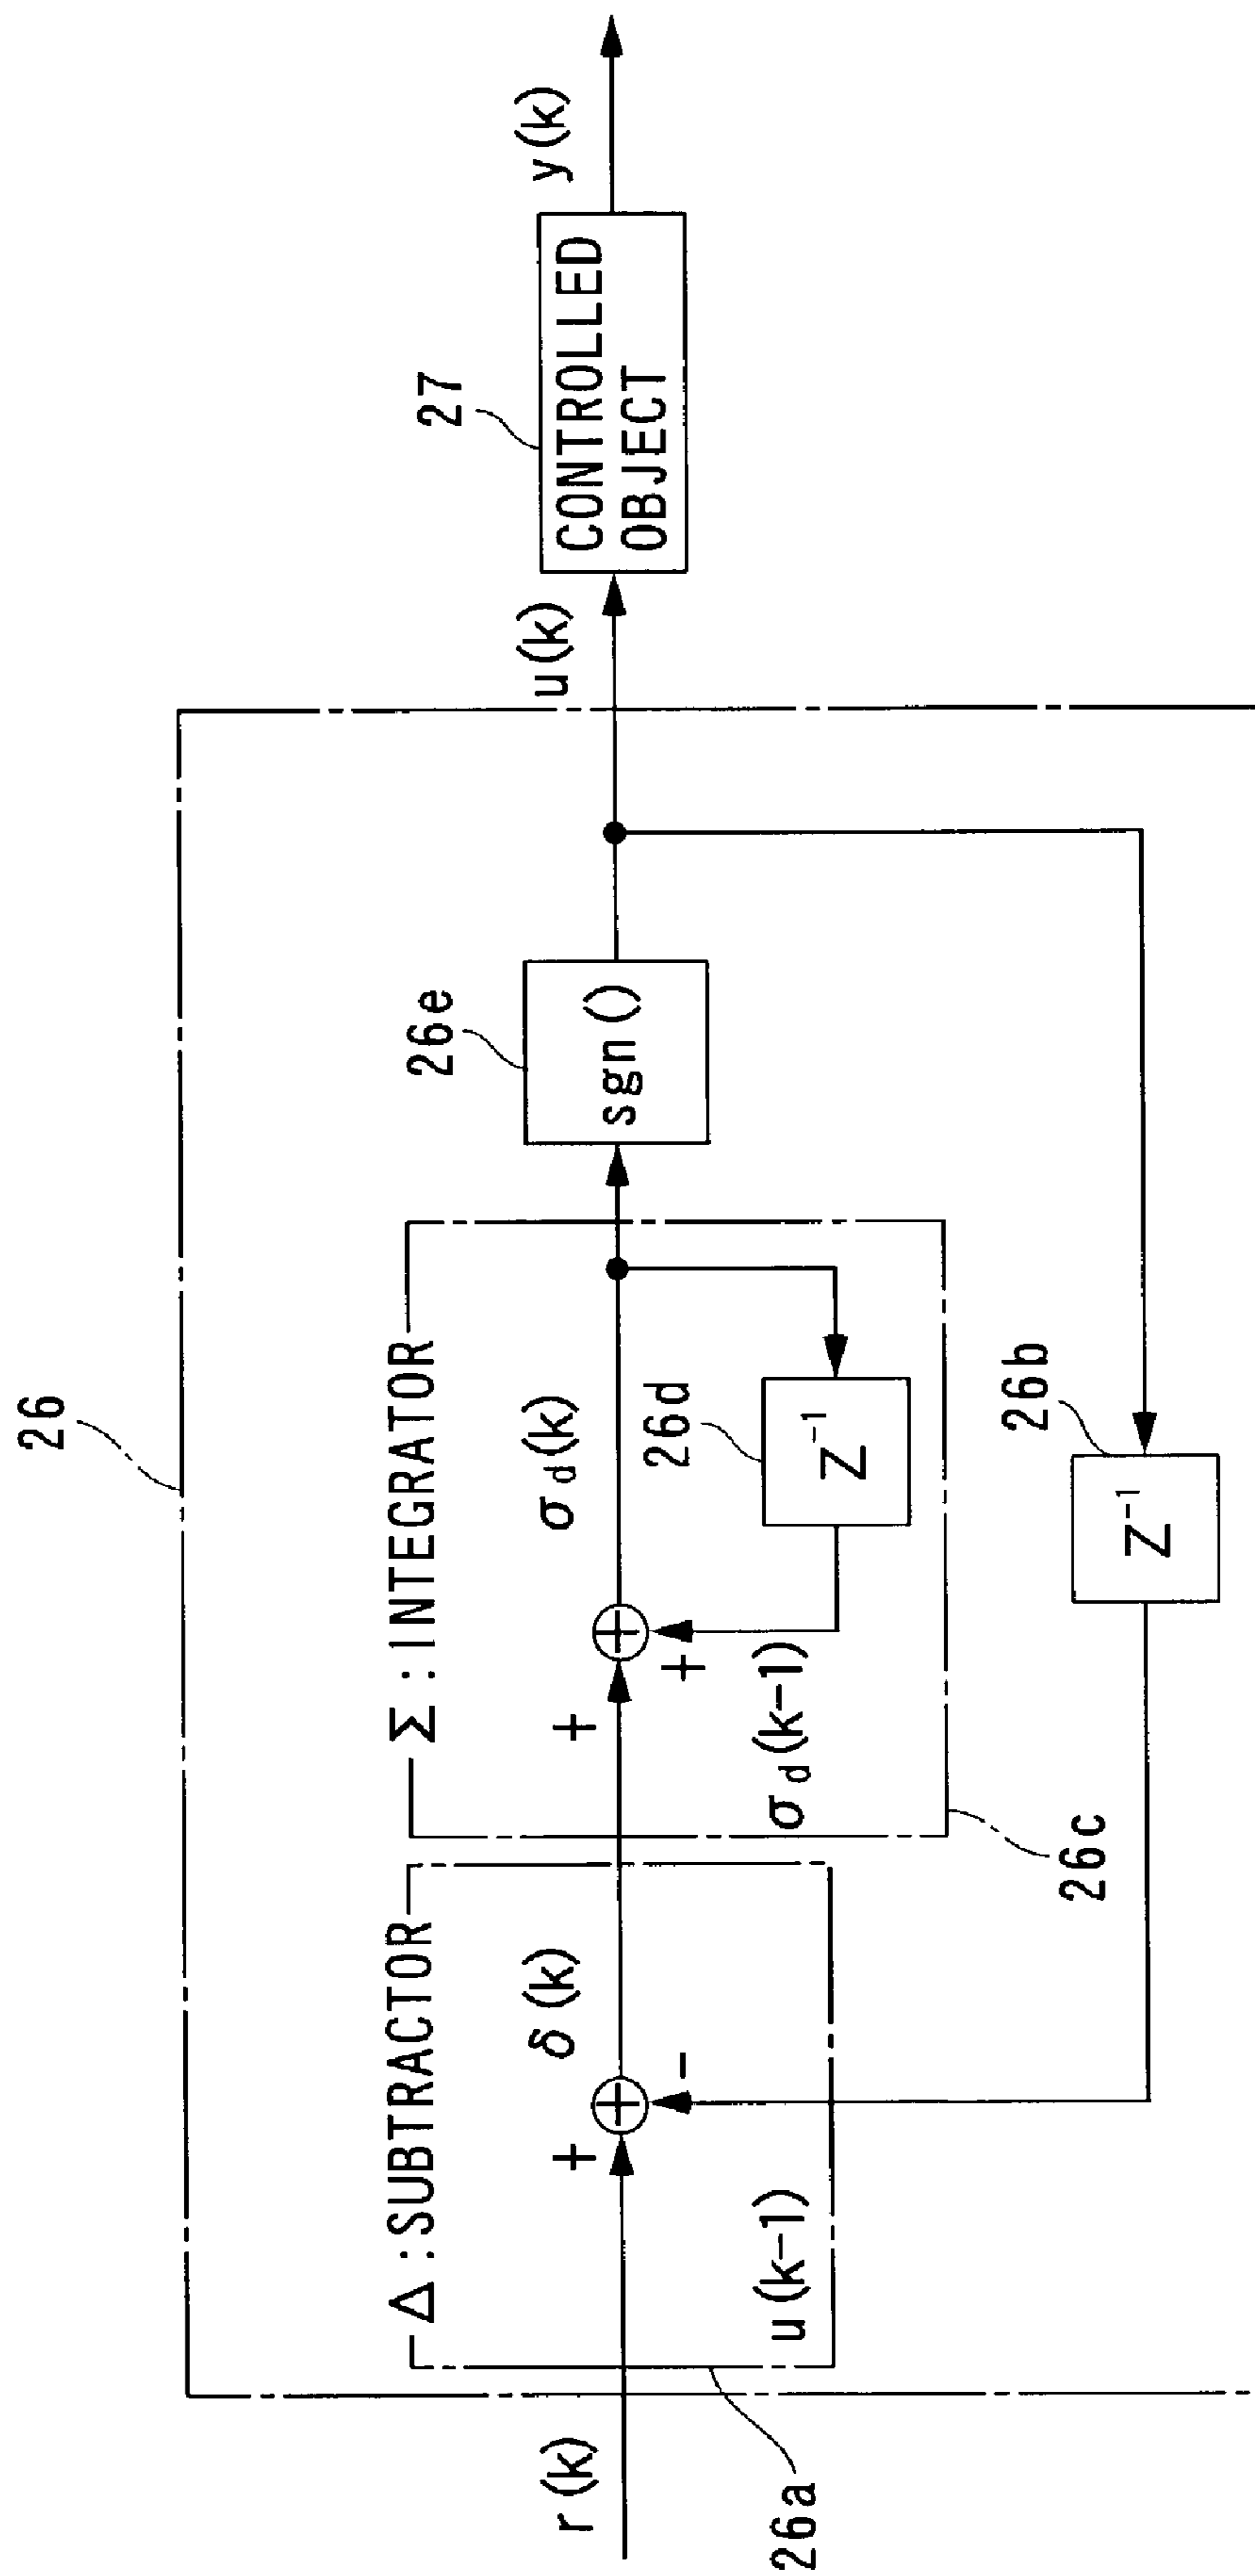 26
Δ:SUBTRACTOR
Σ:INTEGRATOR
26e
27
r(k)
+
δ(k)
+
σd(k)
sgn()
u(k)
CONTROLLED
OBJECT
y(k)
-
+
26d
u(k-1)
σd(k-1)
Z⁻¹
26a
26c
26b
Z⁻¹